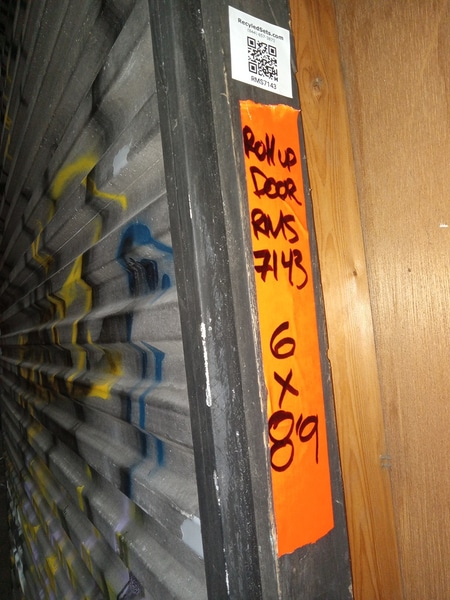 RecycledSets.com
RMS7143
Roll up
DOOR
RMS
7143
6
X
8'9